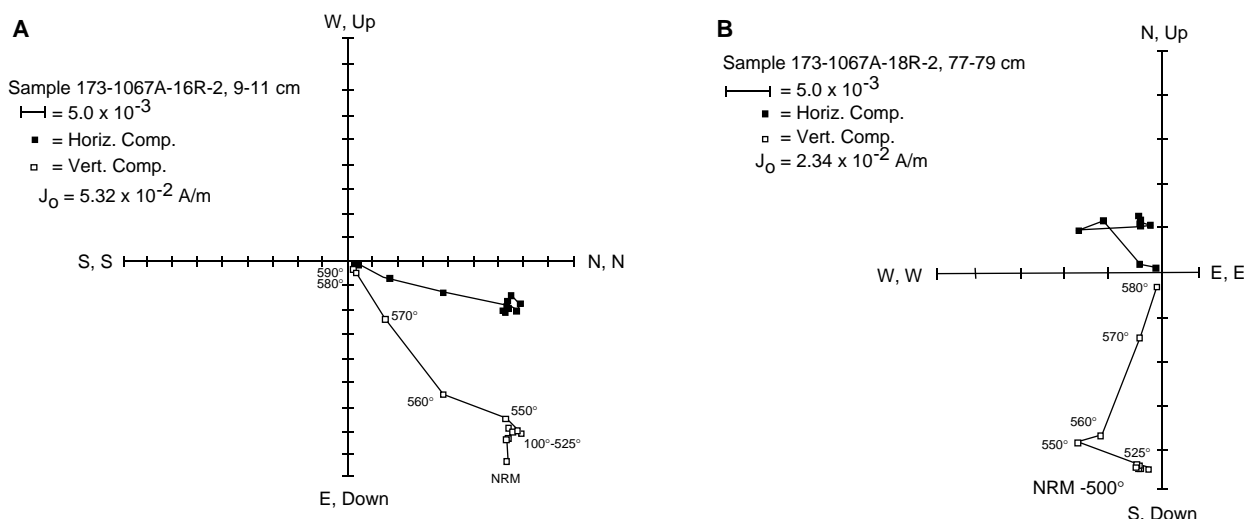 A
W, Up
Sample 173-1067A-16R-2, 9-11 cm
= 5.0 x 10-3
= Horiz. Comp.
= Vert. Comp.
Jo = 5.32 x 10-2 A/m
S, S
N, N
590°
580°
570°
560°
550°
100°-525°
NRM
E, Down
B
N, Up
Sample 173-1067A-18R-2, 77-79 cm
= 5.0 x 10-3
= Horiz. Comp.
= Vert. Comp.
Jo = 2.34 x 10-2 A/m
W, W
E, E
580°
570°
560°
550°
525°
NRM -500°
S, Down